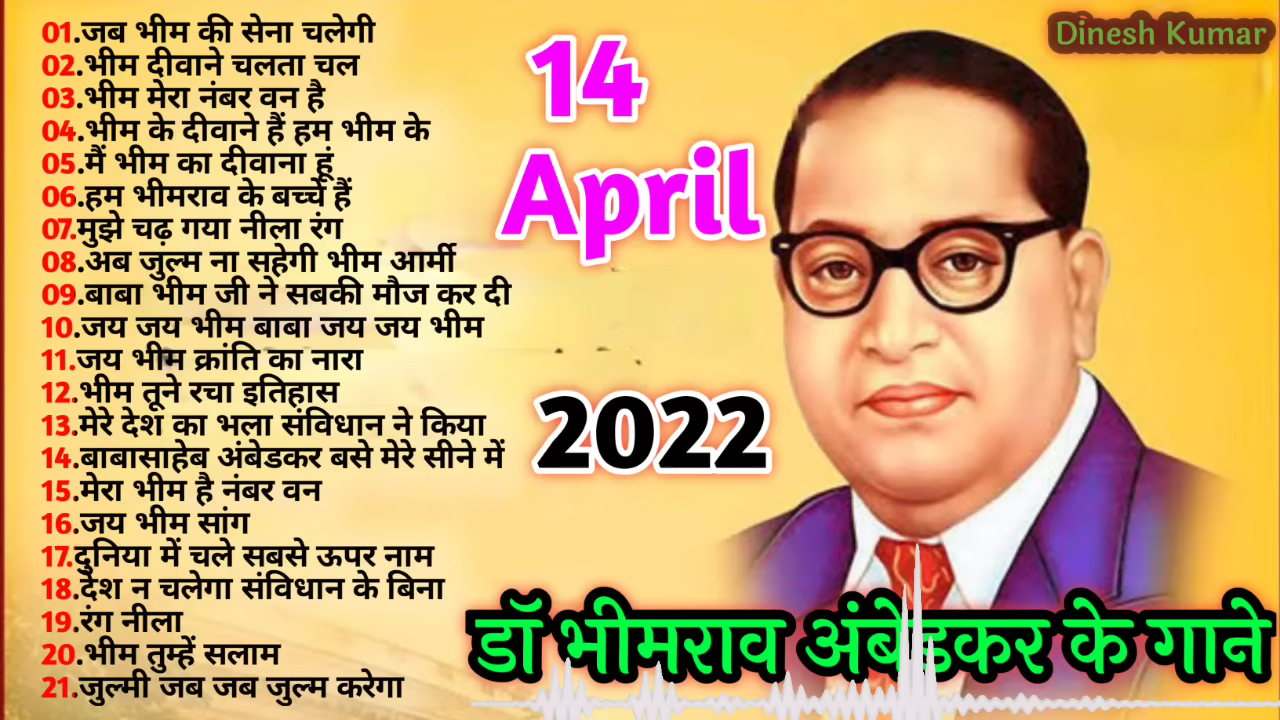 01.जब भीम की सेना चलेगी
02.भीम दीवाने चलता चल
03.भीम मेरा नंबर वन है
04.भीम के दीवाने हैं हम भीम के
05.मैं भीम का दीवाना हूं
06.हम भीमराव के बच्चे हैं
07.मुझे चढ़ गया नीला रंग
08.अब जुल्म ना सहेगी भीम आर्मी
09.बाबा भीम जी ने सबकी मौज कर दी
10.जय जय भीम बाबा जय जय भीम
11.जय भीम क्रांति का नारा
12.भीम तूने रचा इतिहास
13.मेरे देश का भला संविधान ने किया
14.बाबासाहेब अंबेडकर बसे मेरे सीने में
15.मेरा भीम है नंबर वन
16.जय भीम सांग
17.दुनिया में चले सबसे ऊपर नाम
18.देश न चलेगा संविधान के बिना
19.रंग नीला
20.भीम तुम्हें सलाम
21.जुल्मी जब जब जुल्म करेगा
14
April
2022
Dinesh Kumar
डॉ भीमराव अंबेडकर के गाने